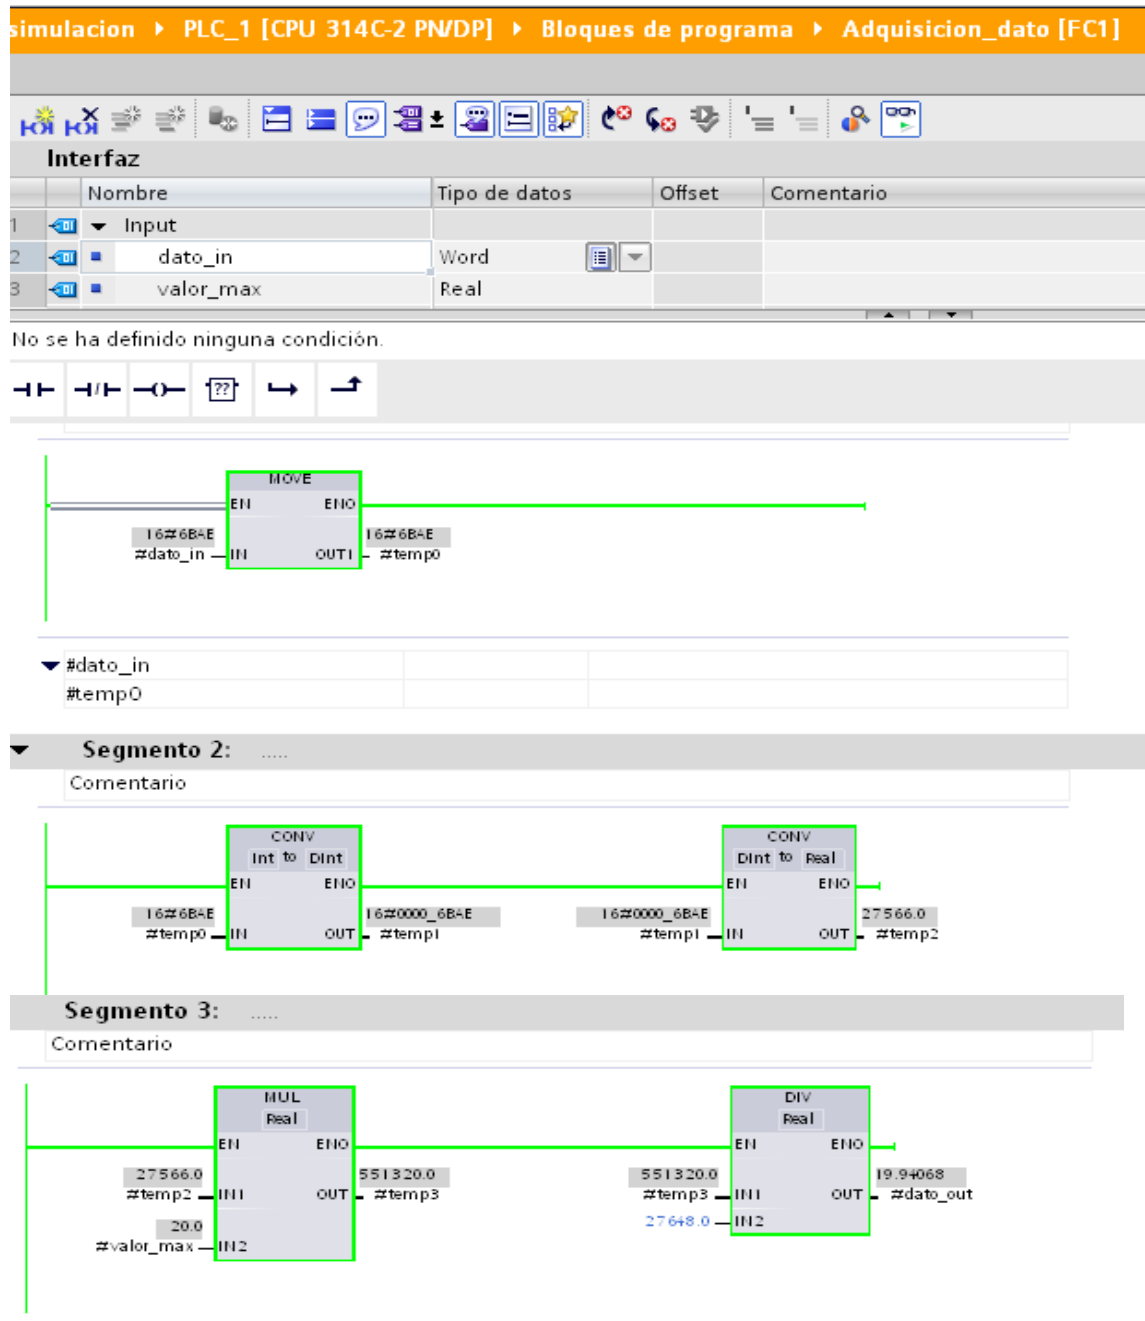 simulacion ▸ PLC_1 [CPU 314C-2 PN/DP] ▸ Bloques de programa ▸ Adquisicion_dato [FC1]
Interfaz
Nombre Tipo de datos Offset Comentario
1 Input
2 dato_in Word
3 valor_max Real
No se ha definido ninguna condición.
??
MOVE
EN ENO
16#6BAE 16#6BAE
#dato_in IN OUT1 #temp0
#dato_in
#temp0
Segmento 2: .....
Comentario
CONV CONV
Int to DInt DInt to Real
EN ENO EN ENO
16#6BAE 16#0000_6BAE 16#0000_6BAE 27566.0
#temp0 IN OUT #temp1 #temp1 IN OUT #temp2
Segmento 3: .....
Comentario
MUL DIV
Real Real
EN ENO EN ENO
27566.0 551320.0 551320.0 19.94068
#temp2 IN1 OUT #temp3 #temp3 IN1 OUT #dato_out
20.0 27648.0 IN2
#valor_max IN2